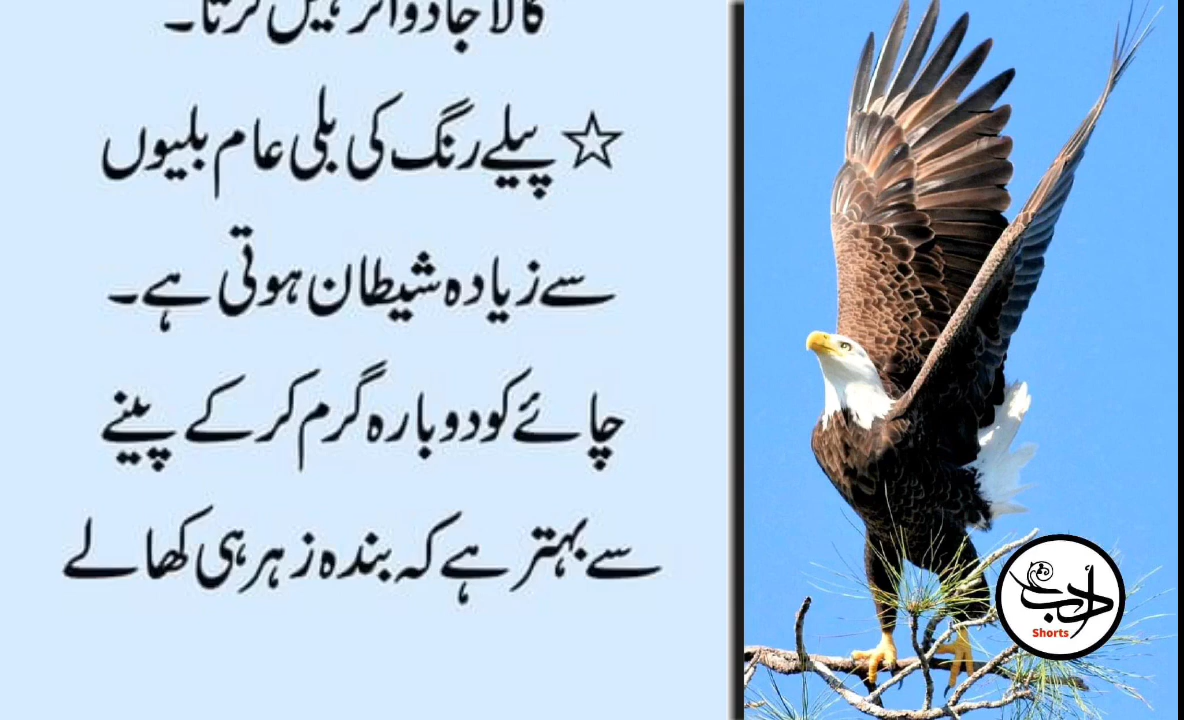 کالا جادو اثر نہیں کرتا۔
☆ پیلے رنگ کی بلی عام بلیوں
سے زیادہ شیطان ہوتی ہے۔
چائے کو دوبارہ گرم کر کے پینے
سے بہتر ہے کہ بندہ زہر ہی کھا لے
ادب
Shorts